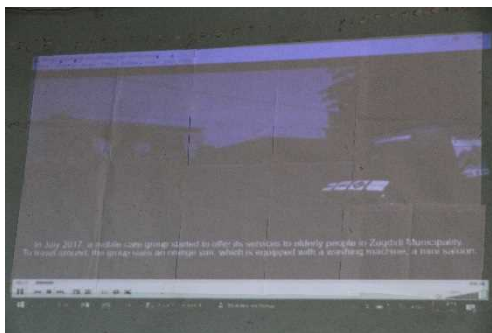 In July 2017, a mobile care group started to offer its services to elderly people in Zugdidi Municipality.
To travel around, the group uses an orange van, which is equipped with a washing machine, a mini saloon